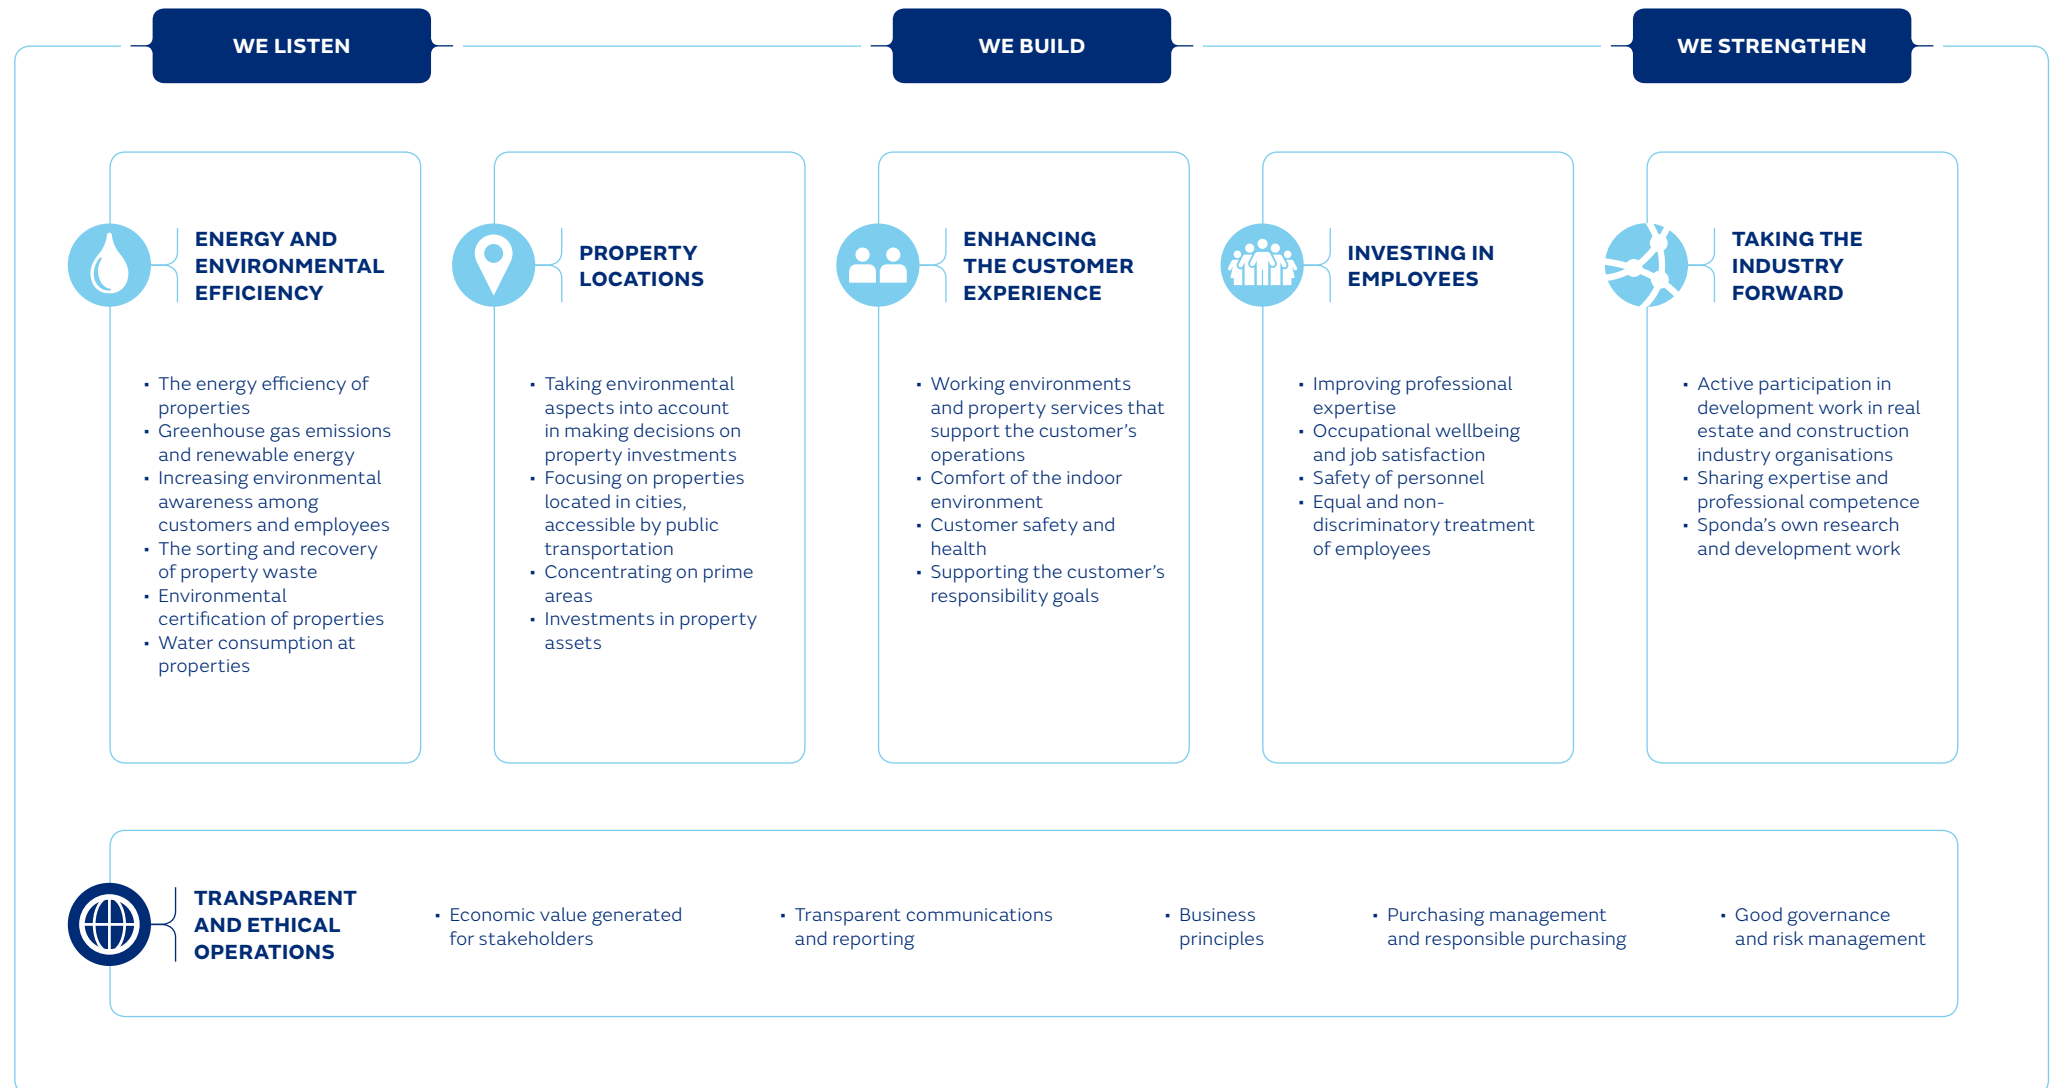 WE LISTEN
WE BUILD
WE STRENGTHEN
ENERGY AND
ENVIRONMENTAL
EFFICIENCY
▪ The energy efficiency of
properties
▪ Greenhouse gas emissions
and renewable energy
▪ Increasing environmental
awareness among
customers and employees
▪ The sorting and recovery
of property waste
▪ Environmental
certification of properties
▪ Water consumption at
properties
PROPERTY
LOCATIONS
▪ Taking environmental
aspects into account
in making decisions on
property investments
▪ Focusing on properties
located in cities,
accessible by public
transportation
▪ Concentrating on prime
areas
▪ Investments in property
assets
ENHANCING
THE CUSTOMER
EXPERIENCE
▪ Working environments
and property services that
support the customer’s
operations
▪ Comfort of the indoor
environment
▪ Customer safety and
health
▪ Supporting the customer’s
responsibility goals
INVESTING IN
EMPLOYEES
▪ Improving professional
expertise
▪ Occupational wellbeing
and job satisfaction
▪ Safety of personnel
▪ Equal and non-
discriminatory treatment
of employees
TAKING THE
INDUSTRY
FORWARD
▪ Active participation in
development work in real
estate and construction
industry organisations
▪ Sharing expertise and
professional competence
▪ Sponda’s own research
and development work
TRANSPARENT
AND ETHICAL
OPERATIONS
▪ Economic value generated
for stakeholders
▪ Transparent communications
and reporting
▪ Business
principles
▪ Purchasing management
and responsible purchasing
▪ Good governance
and risk management